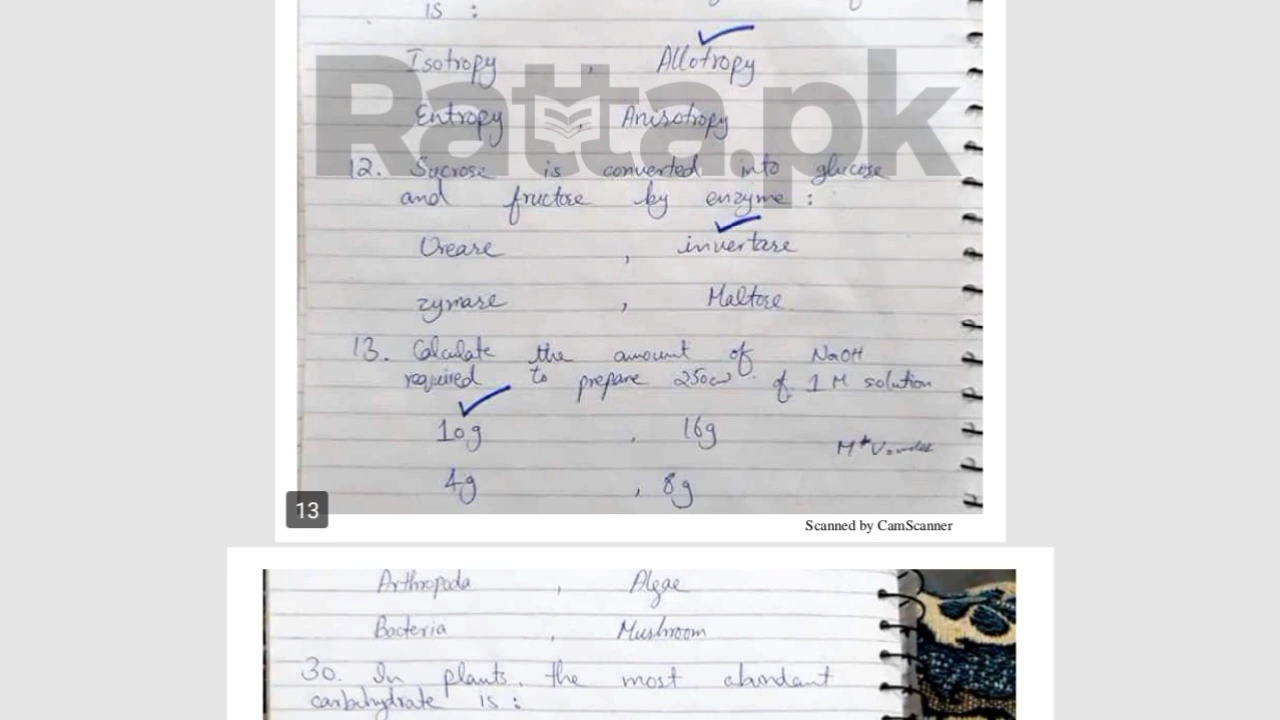 is :
Isotropy , Allotropy
Ratta.pk
Entropy , Anisotropy
12. Sucrose is converted into glucose
and fructose by enzyme :
Urease , invertase
zymase , Maltose
13. Calculate the amount of NaOH
required to prepare 250cm³ of 1 M solution
10g , 16g
M*V=moles
4g , 8g
13
Scanned by CamScanner
Arthropoda , Algae
Bacteria , Mushroom
30. In plants, the most abundant
carbohydrate is :